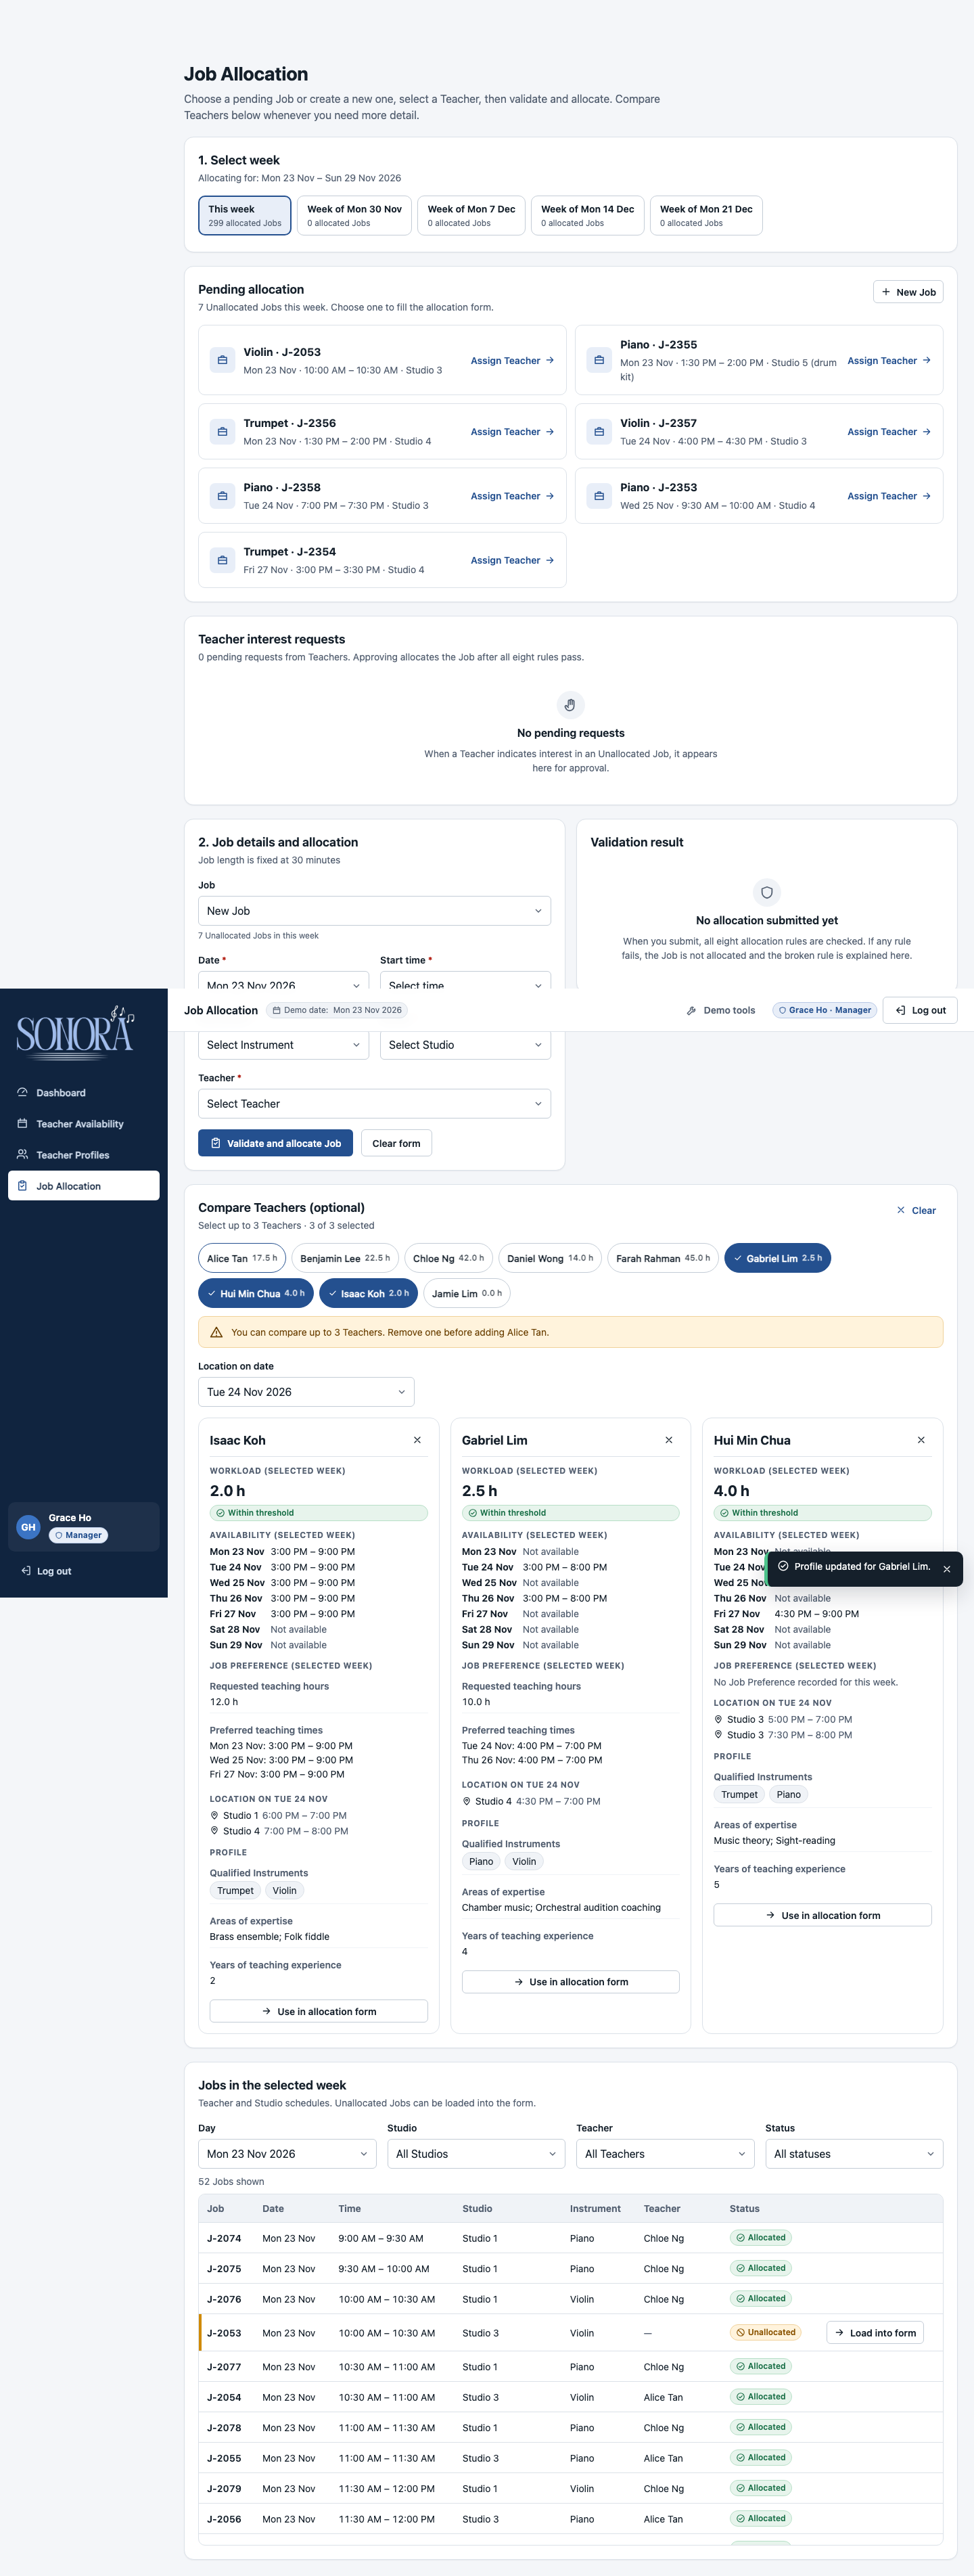 Job Allocation
Choose a pending Job or create a new one, select a Teacher, then validate and allocate. Compare
Teachers below whenever you need more detail.
1. Select week
Allocating for: Mon 23 Nov – Sun 29 Nov 2026
This week
299 allocated Jobs
Week of Mon 30 Nov
0 allocated Jobs
Week of Mon 7 Dec
0 allocated Jobs
Week of Mon 14 Dec
0 allocated Jobs
Week of Mon 21 Dec
0 allocated Jobs
Pending allocation
7 Unallocated Jobs this week. Choose one to fill the allocation form.
+ New Job
Violin · J-2053
Mon 23 Nov · 10:00 AM – 10:30 AM · Studio 3
Assign Teacher →
Piano · J-2355
Mon 23 Nov · 1:30 PM – 2:00 PM · Studio 5 (drum
kit)
Assign Teacher →
Trumpet · J-2356
Mon 23 Nov · 1:30 PM – 2:00 PM · Studio 4
Assign Teacher →
Violin · J-2357
Tue 24 Nov · 4:00 PM – 4:30 PM · Studio 3
Assign Teacher →
Piano · J-2358
Tue 24 Nov · 7:00 PM – 7:30 PM · Studio 3
Assign Teacher →
Piano · J-2353
Wed 25 Nov · 9:30 AM – 10:00 AM · Studio 4
Assign Teacher →
Trumpet · J-2354
Fri 27 Nov · 3:00 PM – 3:30 PM · Studio 4
Assign Teacher →
Teacher interest requests
0 pending requests from Teachers. Approving allocates the Job after all eight rules pass.
No pending requests
When a Teacher indicates interest in an Unallocated Job, it appears
here for approval.
2. Job details and allocation
Job length is fixed at 30 minutes
Job
New Job
7 Unallocated Jobs in this week
Date *
Mon 23 Nov 2026
Start time *
Select time
Validation result
No allocation submitted yet
When you submit, all eight allocation rules are checked. If any rule
fails, the Job is not allocated and the broken rule is explained here.
SONORA
Dashboard
Teacher Availability
Teacher Profiles
Job Allocation
GH
Grace Ho
Manager
Log out
Job Allocation
Demo date: Mon 23 Nov 2026
Demo tools
Grace Ho · Manager
Log out
Select Instrument
Select Studio
Teacher *
Select Teacher
Validate and allocate Job
Clear form
Compare Teachers (optional)
Select up to 3 Teachers · 3 of 3 selected
Clear
Alice Tan 17.5 h
Benjamin Lee 22.5 h
Chloe Ng 42.0 h
Daniel Wong 14.0 h
Farah Rahman 45.0 h
Gabriel Lim 2.5 h
Hui Min Chua 4.0 h
Isaac Koh 2.0 h
Jamie Lim 0.0 h
You can compare up to 3 Teachers. Remove one before adding Alice Tan.
Location on date
Tue 24 Nov 2026
Isaac Koh
WORKLOAD (SELECTED WEEK)
2.0 h
Within threshold
AVAILABILITY (SELECTED WEEK)
Mon 23 Nov 3:00 PM – 9:00 PM
Tue 24 Nov 3:00 PM – 9:00 PM
Wed 25 Nov 3:00 PM – 9:00 PM
Thu 26 Nov 3:00 PM – 9:00 PM
Fri 27 Nov 3:00 PM – 9:00 PM
Sat 28 Nov Not available
Sun 29 Nov Not available
JOB PREFERENCE (SELECTED WEEK)
Requested teaching hours
12.0 h
Preferred teaching times
Mon 23 Nov: 3:00 PM – 9:00 PM
Wed 25 Nov: 3:00 PM – 9:00 PM
Fri 27 Nov: 3:00 PM – 9:00 PM
LOCATION ON TUE 24 NOV
Studio 1 6:00 PM – 7:00 PM
Studio 4 7:00 PM – 8:00 PM
PROFILE
Qualified Instruments
Trumpet
Violin
Areas of expertise
Brass ensemble; Folk fiddle
Years of teaching experience
2
→ Use in allocation form
Gabriel Lim
WORKLOAD (SELECTED WEEK)
2.5 h
Within threshold
AVAILABILITY (SELECTED WEEK)
Mon 23 Nov Not available
Tue 24 Nov 3:00 PM – 8:00 PM
Wed 25 Nov Not available
Thu 26 Nov 3:00 PM – 8:00 PM
Fri 27 Nov Not available
Sat 28 Nov Not available
Sun 29 Nov Not available
JOB PREFERENCE (SELECTED WEEK)
Requested teaching hours
10.0 h
Preferred teaching times
Tue 24 Nov: 4:00 PM – 7:00 PM
Thu 26 Nov: 4:00 PM – 7:00 PM
LOCATION ON TUE 24 NOV
Studio 4 4:30 PM – 7:00 PM
PROFILE
Qualified Instruments
Piano
Violin
Areas of expertise
Chamber music; Orchestral audition coaching
Years of teaching experience
4
→ Use in allocation form
Hui Min Chua
WORKLOAD (SELECTED WEEK)
4.0 h
Within threshold
AVAILABILITY (SELECTED WEEK)
Mon 23 Nov Not available
Tue 24 Nov
Wed 25 Nov
Thu 26 Nov Not available
Fri 27 Nov 4:30 PM – 9:00 PM
Sat 28 Nov Not available
Sun 29 Nov Not available
Profile updated for Gabriel Lim.
JOB PREFERENCE (SELECTED WEEK)
No Job Preference recorded for this week.
LOCATION ON TUE 24 NOV
Studio 3 5:00 PM – 7:00 PM
Studio 3 7:30 PM – 8:00 PM
PROFILE
Qualified Instruments
Trumpet
Piano
Areas of expertise
Music theory; Sight-reading
Years of teaching experience
5
→ Use in allocation form
Jobs in the selected week
Teacher and Studio schedules. Unallocated Jobs can be loaded into the form.
Day
Mon 23 Nov 2026
Studio
All Studios
Teacher
All Teachers
Status
All statuses
52 Jobs shown
Job Date Time Studio Instrument Teacher Status
J-2074 Mon 23 Nov 9:00 AM – 9:30 AM Studio 1 Piano Chloe Ng Allocated
J-2075 Mon 23 Nov 9:30 AM – 10:00 AM Studio 1 Piano Chloe Ng Allocated
J-2076 Mon 23 Nov 10:00 AM – 10:30 AM Studio 1 Violin Chloe Ng Allocated
J-2053 Mon 23 Nov 10:00 AM – 10:30 AM Studio 3 Violin — Unallocated → Load into form
J-2077 Mon 23 Nov 10:30 AM – 11:00 AM Studio 1 Piano Chloe Ng Allocated
J-2054 Mon 23 Nov 10:30 AM – 11:00 AM Studio 3 Violin Alice Tan Allocated
J-2078 Mon 23 Nov 11:00 AM – 11:30 AM Studio 1 Piano Chloe Ng Allocated
J-2055 Mon 23 Nov 11:00 AM – 11:30 AM Studio 3 Piano Alice Tan Allocated
J-2079 Mon 23 Nov 11:30 AM – 12:00 PM Studio 1 Violin Chloe Ng Allocated
J-2056 Mon 23 Nov 11:30 AM – 12:00 PM Studio 3 Piano Alice Tan Allocated